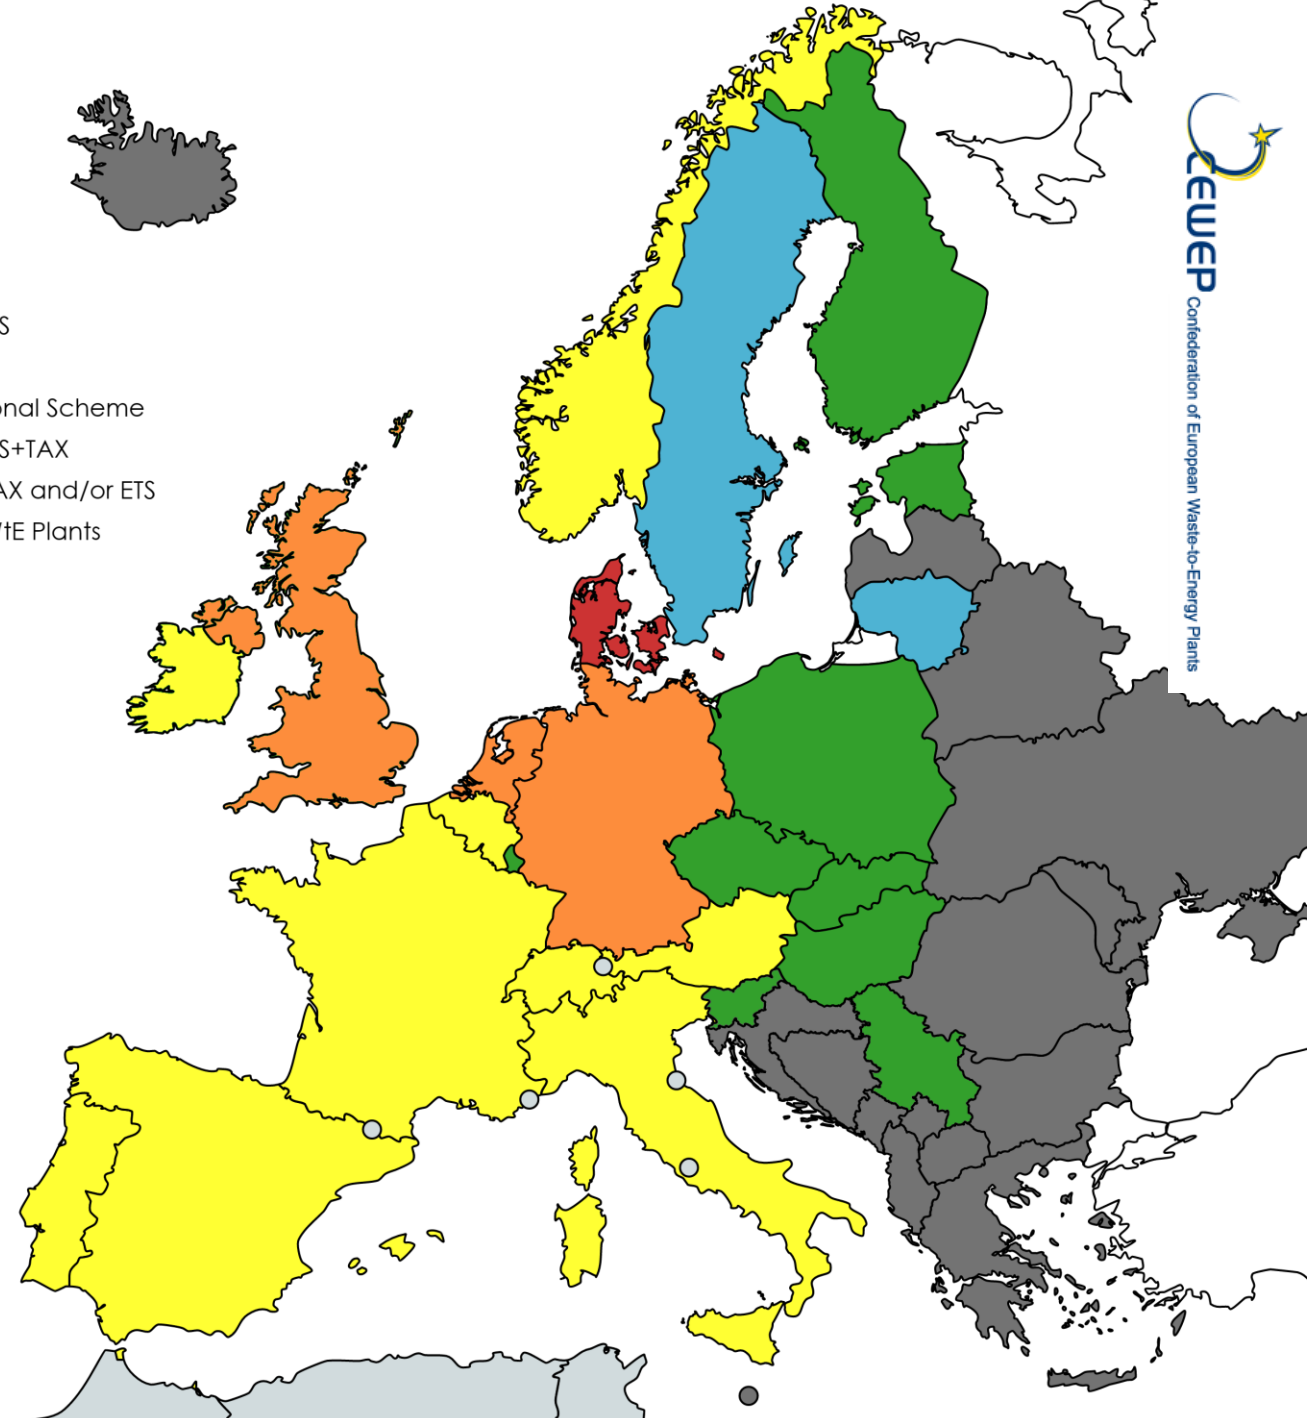 S
onal Scheme
S+TAX
AX and/or ETS
/tE Plants
CEWEP
Confederation of European Waste-to-Energy Plants